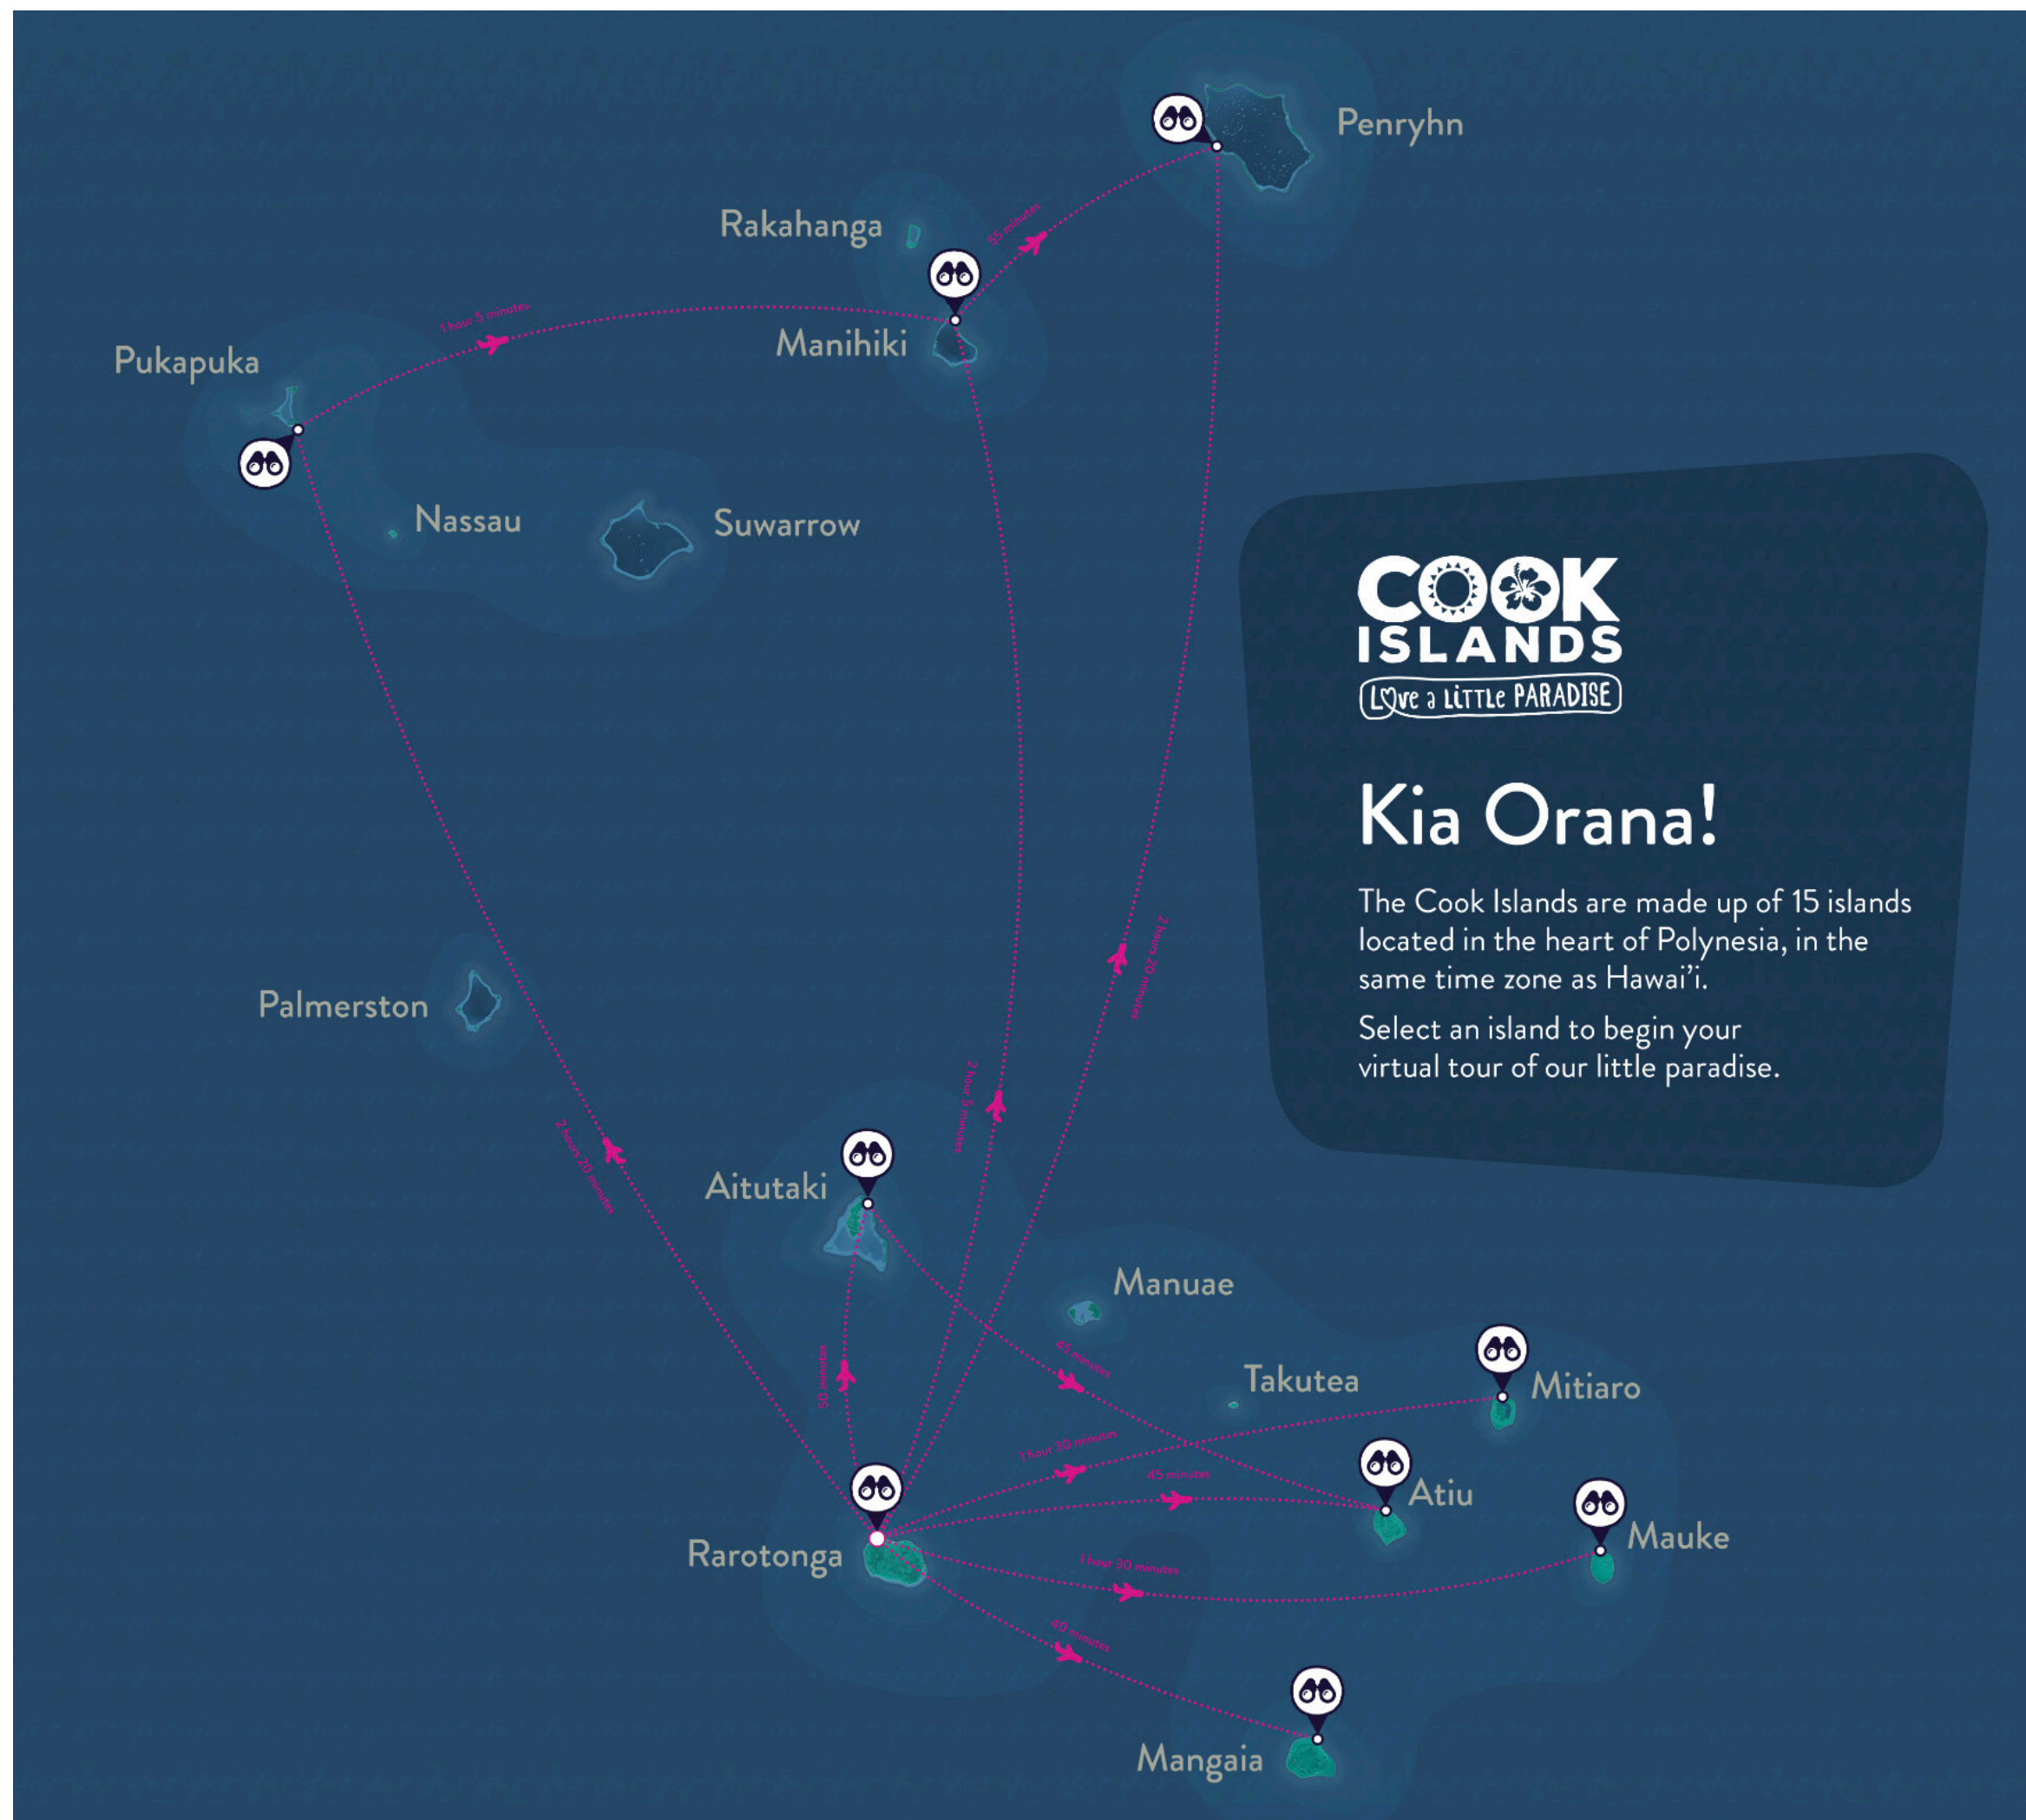 Penryhn
Rakahanga
55 minutes
1 hour 5 minutes
Manihiki
Pukapuka
Nassau
Suwarrow
COOK
ISLANDS
Love a LiTTLe PARADISE
Kia Orana!
The Cook Islands are made up of 15 islands
located in the heart of Polynesia, in the
same time zone as Hawai'i.
Select an island to begin your
virtual tour of our little paradise.
2 hours 20 minutes
Palmerston
2 hour 5 minutes
2 hours 20 minutes
Aitutaki
Manuae
50 minutes
45 minutes
Takutea
Mitiaro
1 hour 30 minutes
45 minutes
Atiu
Rarotonga
Mauke
1 hour 30 minutes
40 minutes
Mangaia